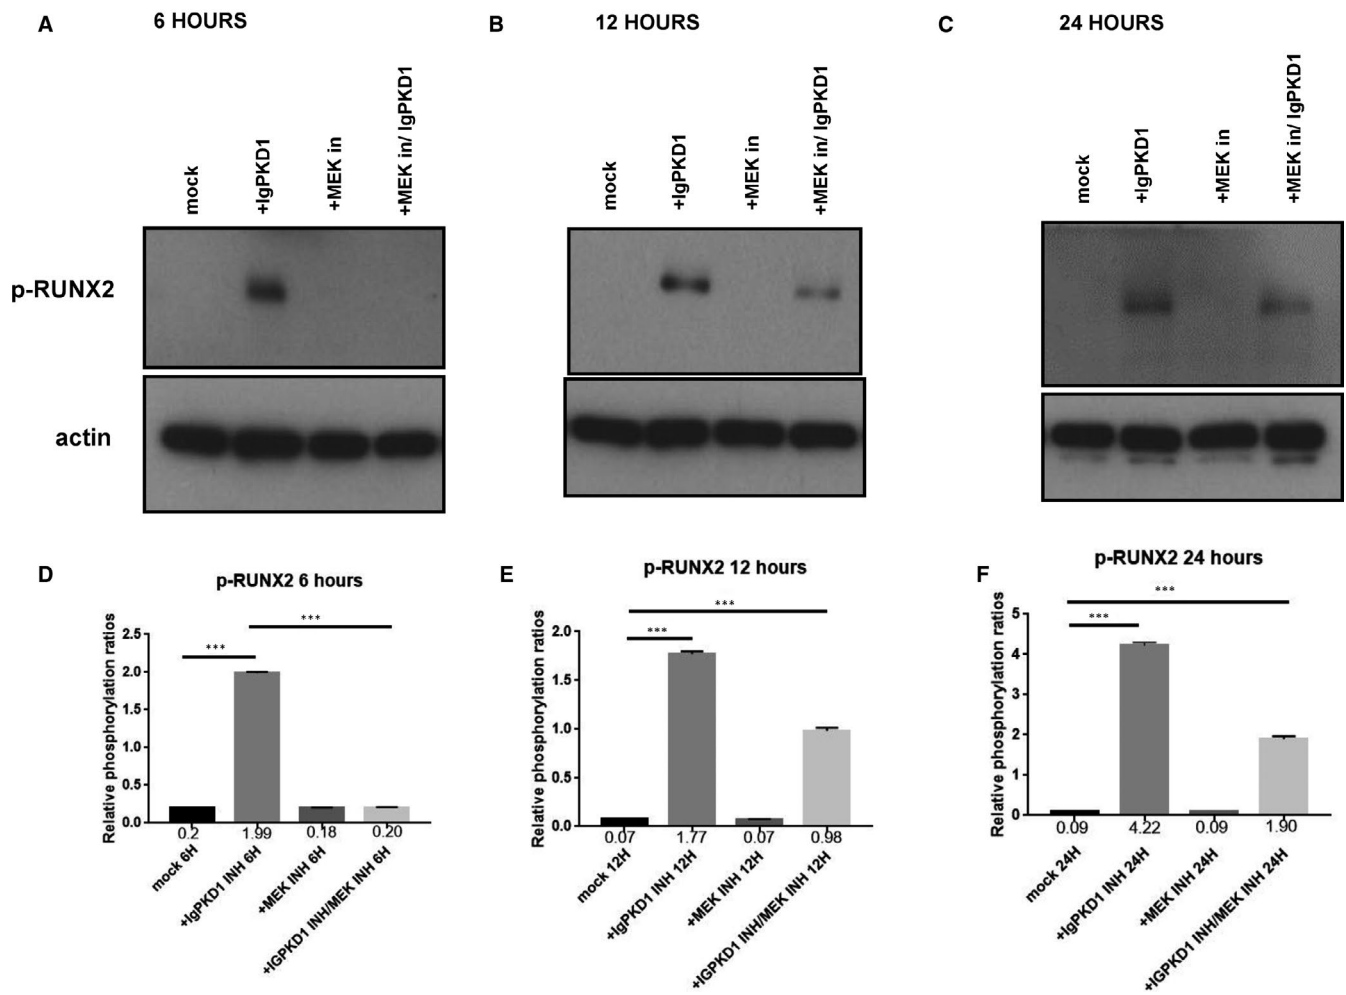 A
6 HOURS
B
12 HOURS
C
24 HOURS
mock
+IgPKD1
+MEK in
+MEK in/ IgPKD1
mock
+IgPKD1
+MEK in
+MEK in/ IgPKD1
mock
+IgPKD1
+MEK in
+MEK in/ IgPKD1
p-RUNX2
actin
D
p-RUNX2 6 hours
Relative phosphorylation ratios
2.5
2.0
1.5
1.0
0.5
0.0
***
***
0.2 1.99 0.18 0.20
mock 6H
+IgPKD1 INH 6H
+MEK INH 6H
+IGPKD1 INH/MEK INH 6H
E
p-RUNX2 12 hours
Relative phosphorylation ratios
2.0
1.5
1.0
0.5
0.0
***
***
0.07 1.77 0.07 0.98
mock 12H
+IgPKD1 INH 12H
+MEK INH 12H
+IGPKD1 INH/MEK INH 12H
F
p-RUNX2 24 hours
Relative phosphorylation ratios
5
4
3
2
1
0
***
***
0.09 4.22 0.09 1.90
mock 24H
+IgPKD1 INH 24H
+MEK INH 24H
+IGPKD1 INH/MEK INH 24H